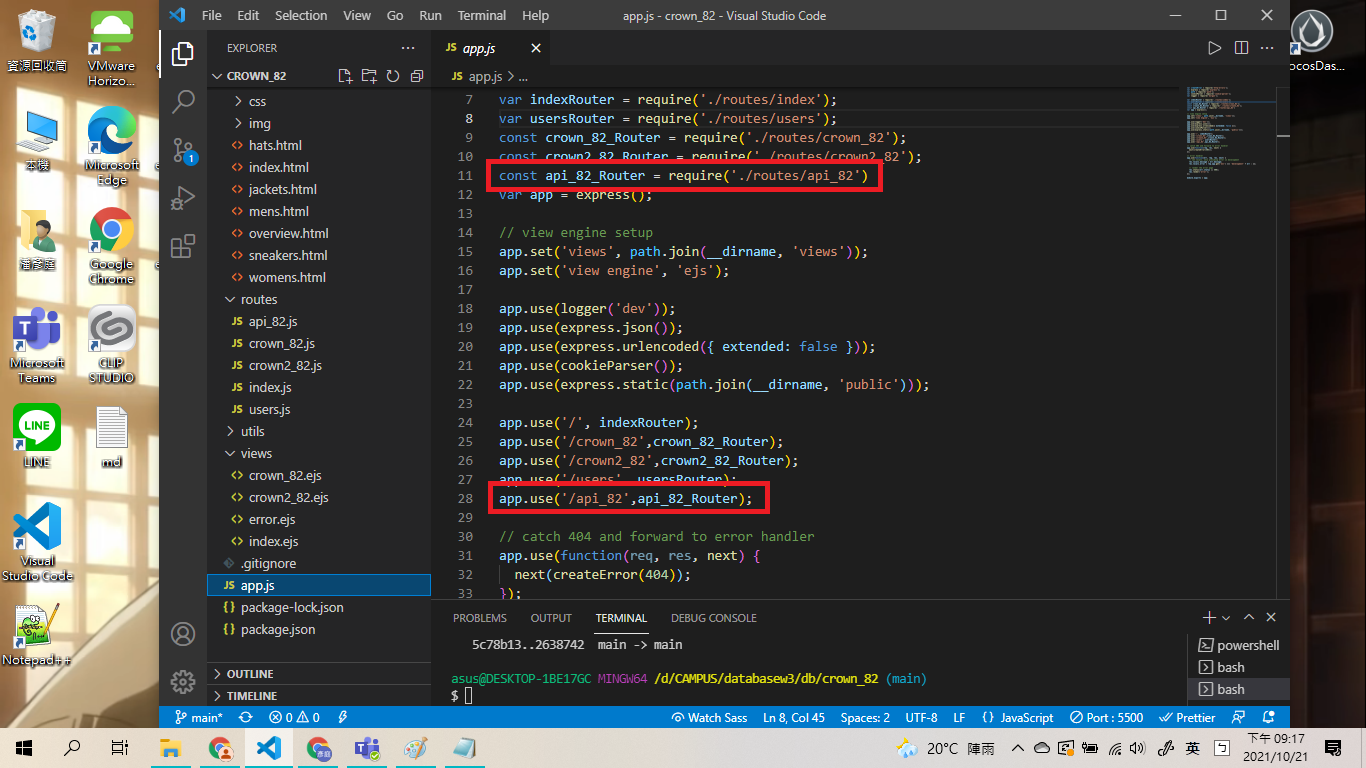 資源回收筒
VMware
Horizo...
本機
Microsoft
Edge
潘彥廷
Google
Chrome
Microsoft
Teams
CLIP
STUDIO
LINE
md
Visual
Studio Code
Notepad++
ocosDas...
File Edit Selection View Go Run Terminal Help
app.js - crown_82 - Visual Studio Code
EXPLORER
CROWN_82
css
img
hats.html
index.html
jackets.html
mens.html
overview.html
sneakers.html
womens.html
routes
JS api_82.js
JS crown_82.js
JS crown2_82.js
JS index.js
JS users.js
utils
views
crown_82.ejs
crown2_82.ejs
error.ejs
index.ejs
.gitignore
JS app.js
{} package-lock.json
{} package.json
OUTLINE
TIMELINE
1
JS app.js
JS app.js > ...
7 var indexRouter = require('./routes/index');
8 var usersRouter = require('./routes/users');
9 const crown_82_Router = require('./routes/crown_82');
10 const crown2_82_Router = require('./routes/crown2_82');
11 const api_82_Router = require('./routes/api_82')
12 var app = express();
13
14 // view engine setup
15 app.set('views', path.join(__dirname, 'views'));
16 app.set('view engine', 'ejs');
17
18 app.use(logger('dev'));
19 app.use(express.json());
20 app.use(express.urlencoded({ extended: false }));
21 app.use(cookieParser());
22 app.use(express.static(path.join(__dirname, 'public')));
23
24 app.use('/', indexRouter);
25 app.use('/crown_82',crown_82_Router);
26 app.use('/crown2_82',crown2_82_Router);
27 app.use('/users', usersRouter);
28 app.use('/api_82',api_82_Router);
29
30 // catch 404 and forward to error handler
31 app.use(function(req, res, next) {
32 next(createError(404));
33 });
PROBLEMS OUTPUT TERMINAL DEBUG CONSOLE
5c78b13..2638742 main -> main
asus@DESKTOP-1BE17GC MINGW64 /d/CAMPUS/databasew3/db/crown_82 (main)
$
powershell
bash
bash
main* 0 0 Watch Sass Ln 8, Col 45 Spaces: 2 UTF-8 LF {} JavaScript Port : 5500 Prettier
20°C 陣雨 英 下午 09:17
2021/10/21